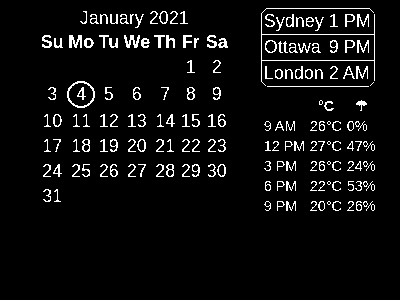 January 2021
Su Mo Tu We Th Fr Sa
1 2
3 4 5 6 7 8 9
10 11 12 13 14 15 16
17 18 19 20 21 22 23
24 25 26 27 28 29 30
31
Sydney 1 PM
Ottawa 9 PM
London 2 AM
°C ☂
9 AM 26°C 0%
12 PM 27°C 47%
3 PM 26°C 24%
6 PM 22°C 53%
9 PM 20°C 26%